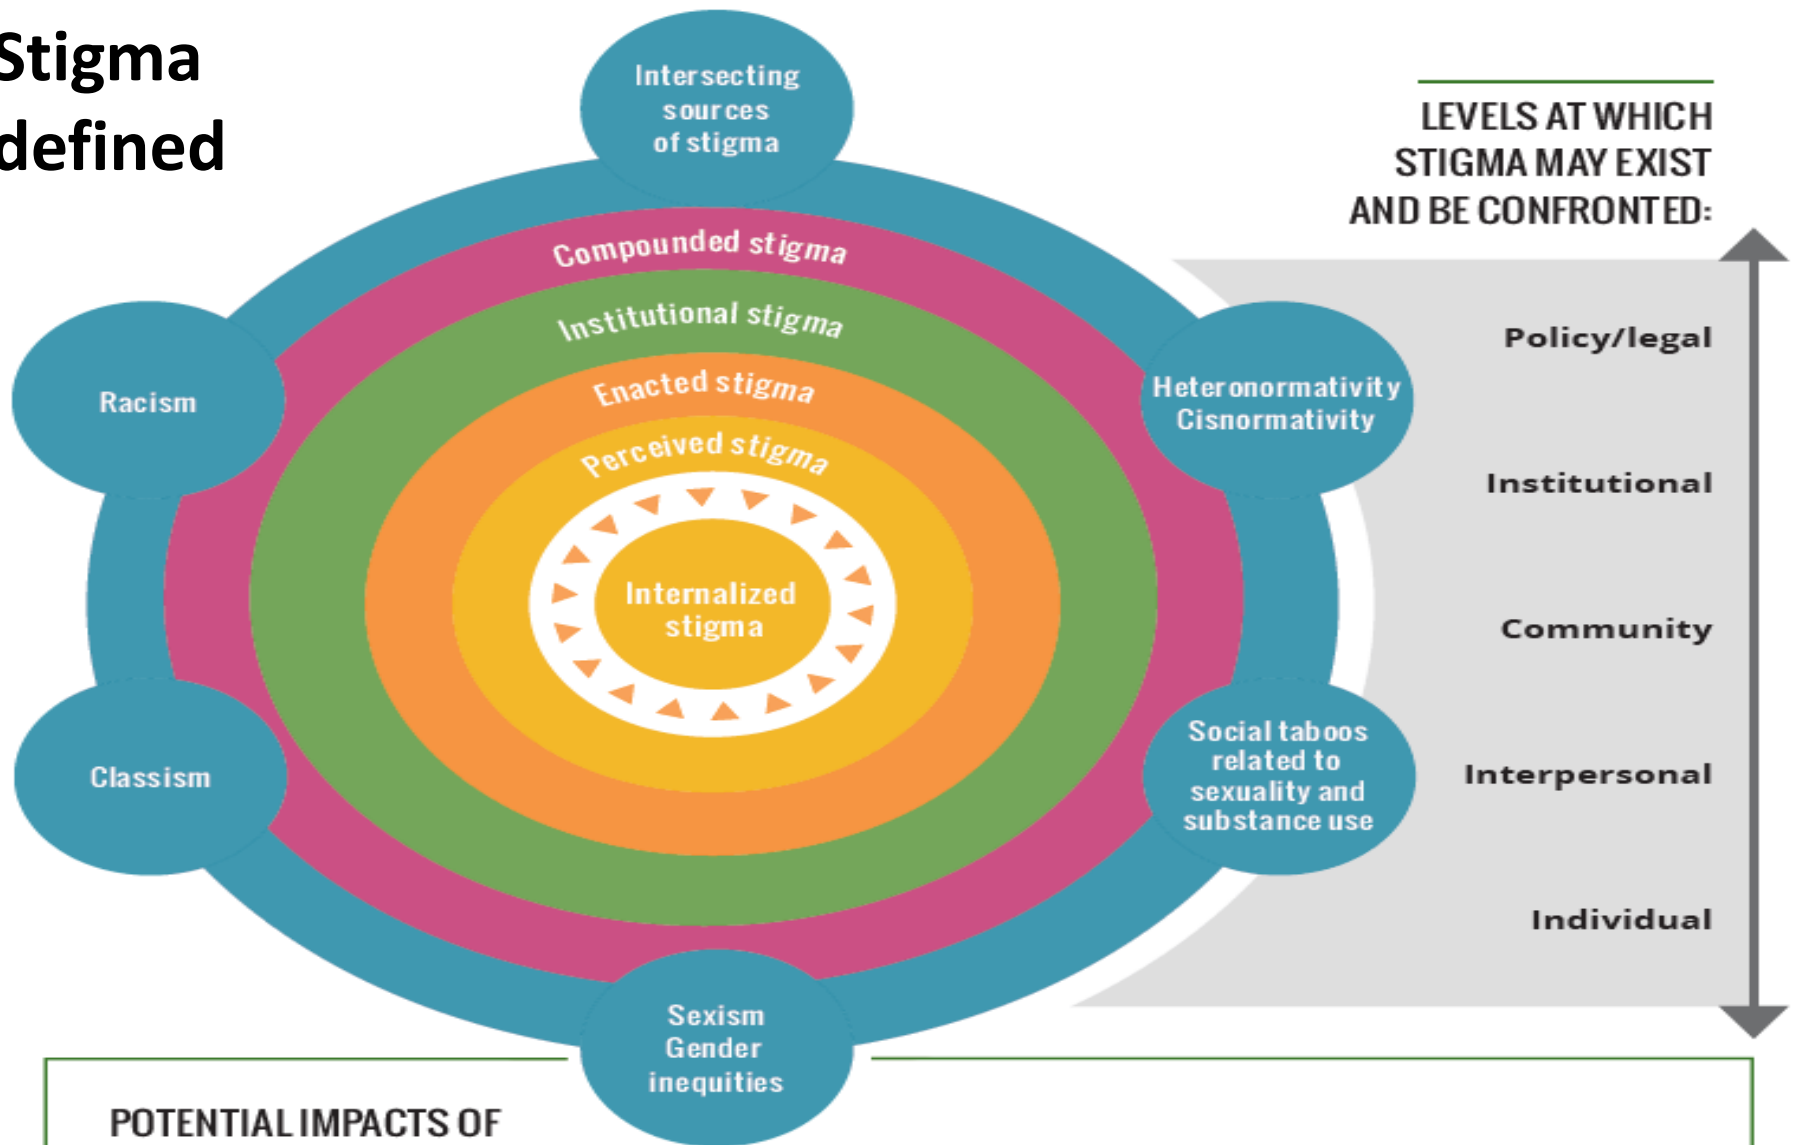 Stigma
defined
Intersecting
sources
of stigma
LEVELS AT WHICH
STIGMA MAY EXIST
AND BE CONFRONTED:
Compounded stigma
Institutional stigma
Enacted stigma
Perceived stigma
Internalized
stigma
Racism
Heteronormativity
Cisnormativity
Classism
Social taboos
related to
sexuality and
substance use
Sexism
Gender
inequities
Policy/legal
Institutional
Community
Interpersonal
Individual
POTENTIAL IMPACTS OF